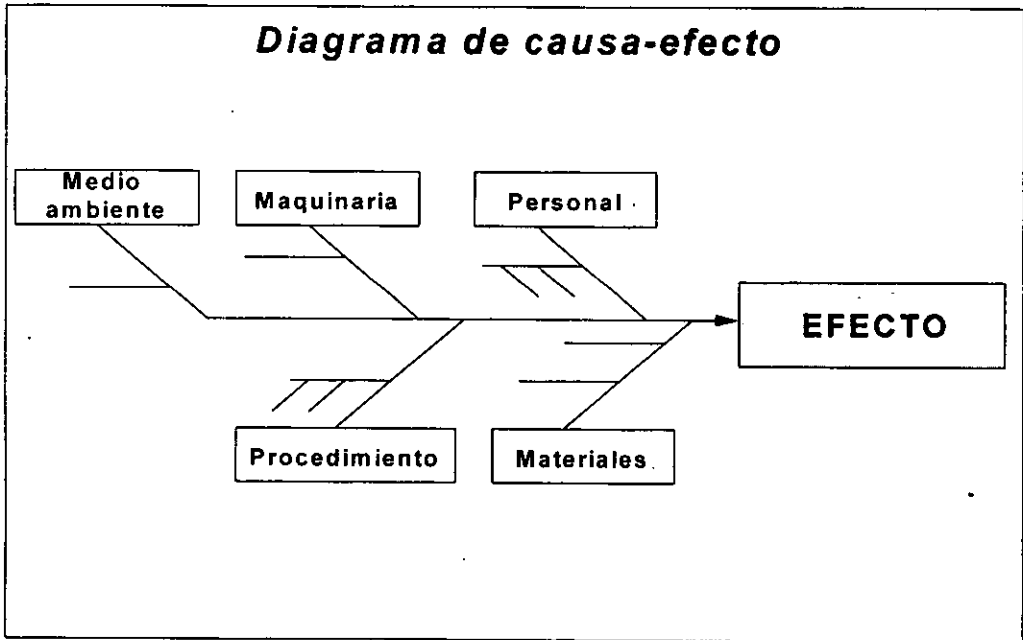 Diagrama de causa-efecto
Medio
ambiente
Maquinaria
Personal
EFECTO
Procedimiento
Materiales